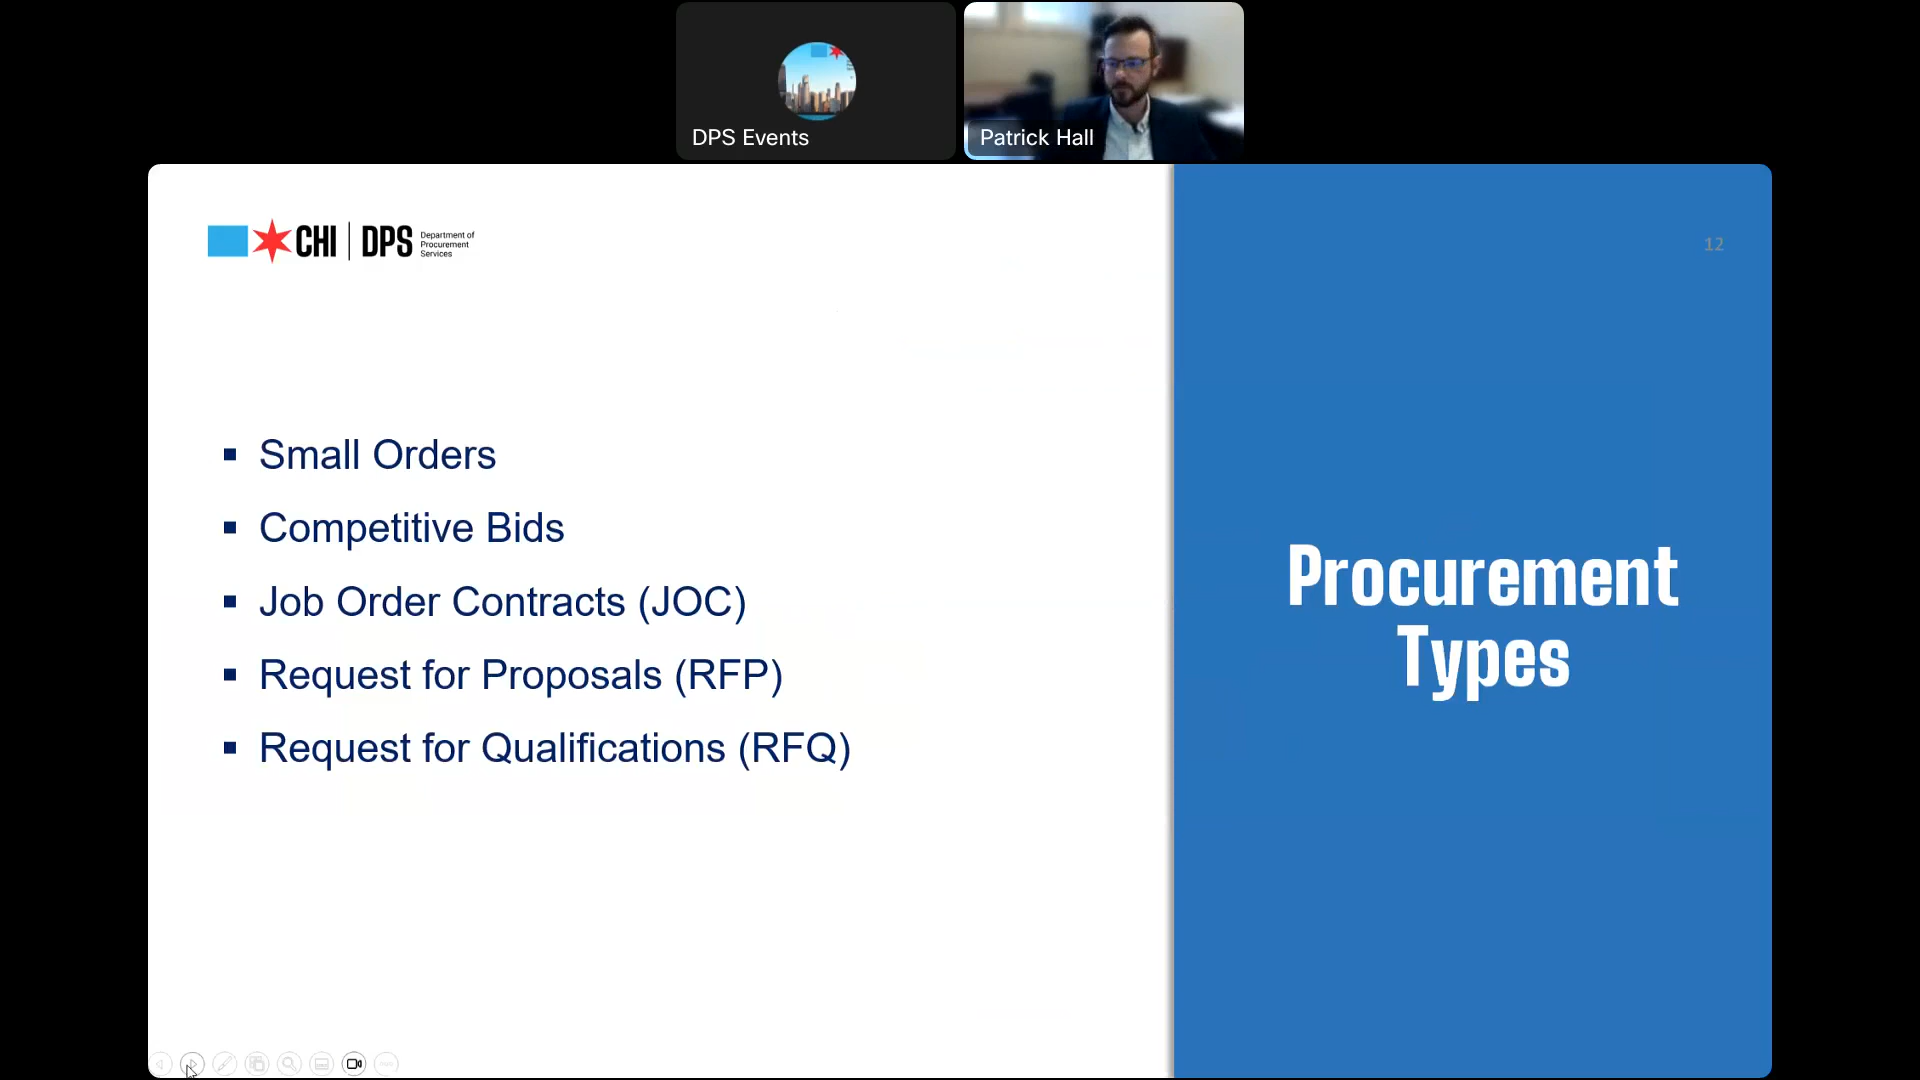 DPS Events
Patrick Hall
CHI DPS
Department of
Procurement
Services
12
Small Orders
Competitive Bids
Job Order Contracts (JOC)
Request for Proposals (RFP)
Request for Qualifications (RFQ)
Procurement
Types